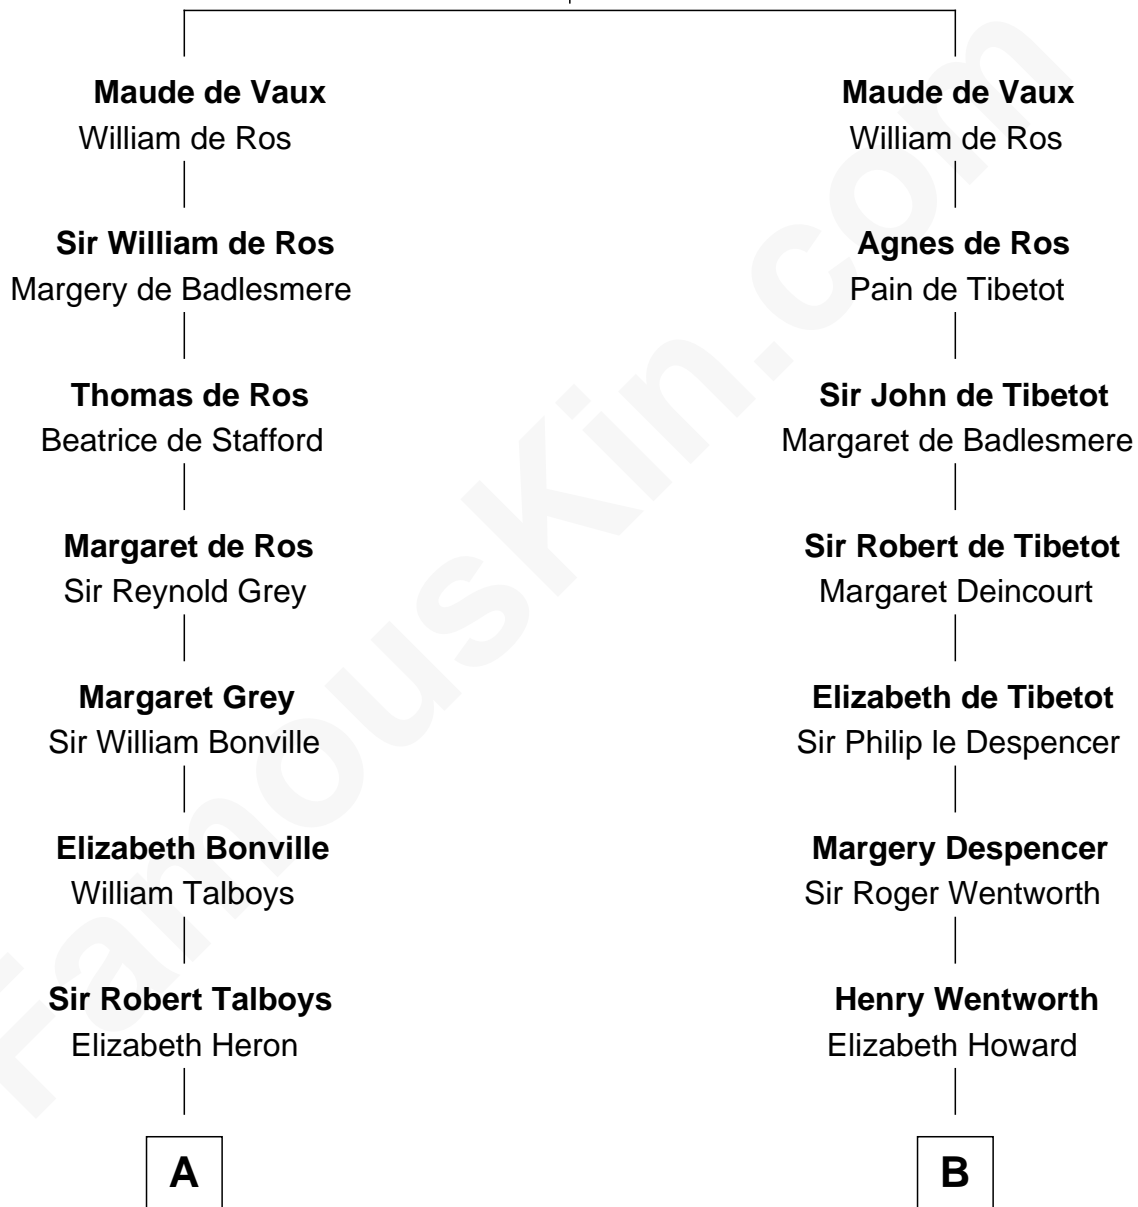 Maude de Vaux
William de Ros
Sir William de Ros
Margery de Badlesmere
Thomas de Ros
Beatrice de Stafford
Margaret de Ros
Sir Reynold Grey
Margaret Grey
Sir William Bonville
Elizabeth Bonville
William Talboys
Sir Robert Talboys
Elizabeth Heron
A
Maude de Vaux
William de Ros
Agnes de Ros
Pain de Tibetot
Sir John de Tibetot
Margaret de Badlesmere
Sir Robert de Tibetot
Margaret Deincourt
Elizabeth de Tibetot
Sir Philip le Despencer
Margery Despencer
Sir Roger Wentworth
Henry Wentworth
Elizabeth Howard
B
FamousKin.com